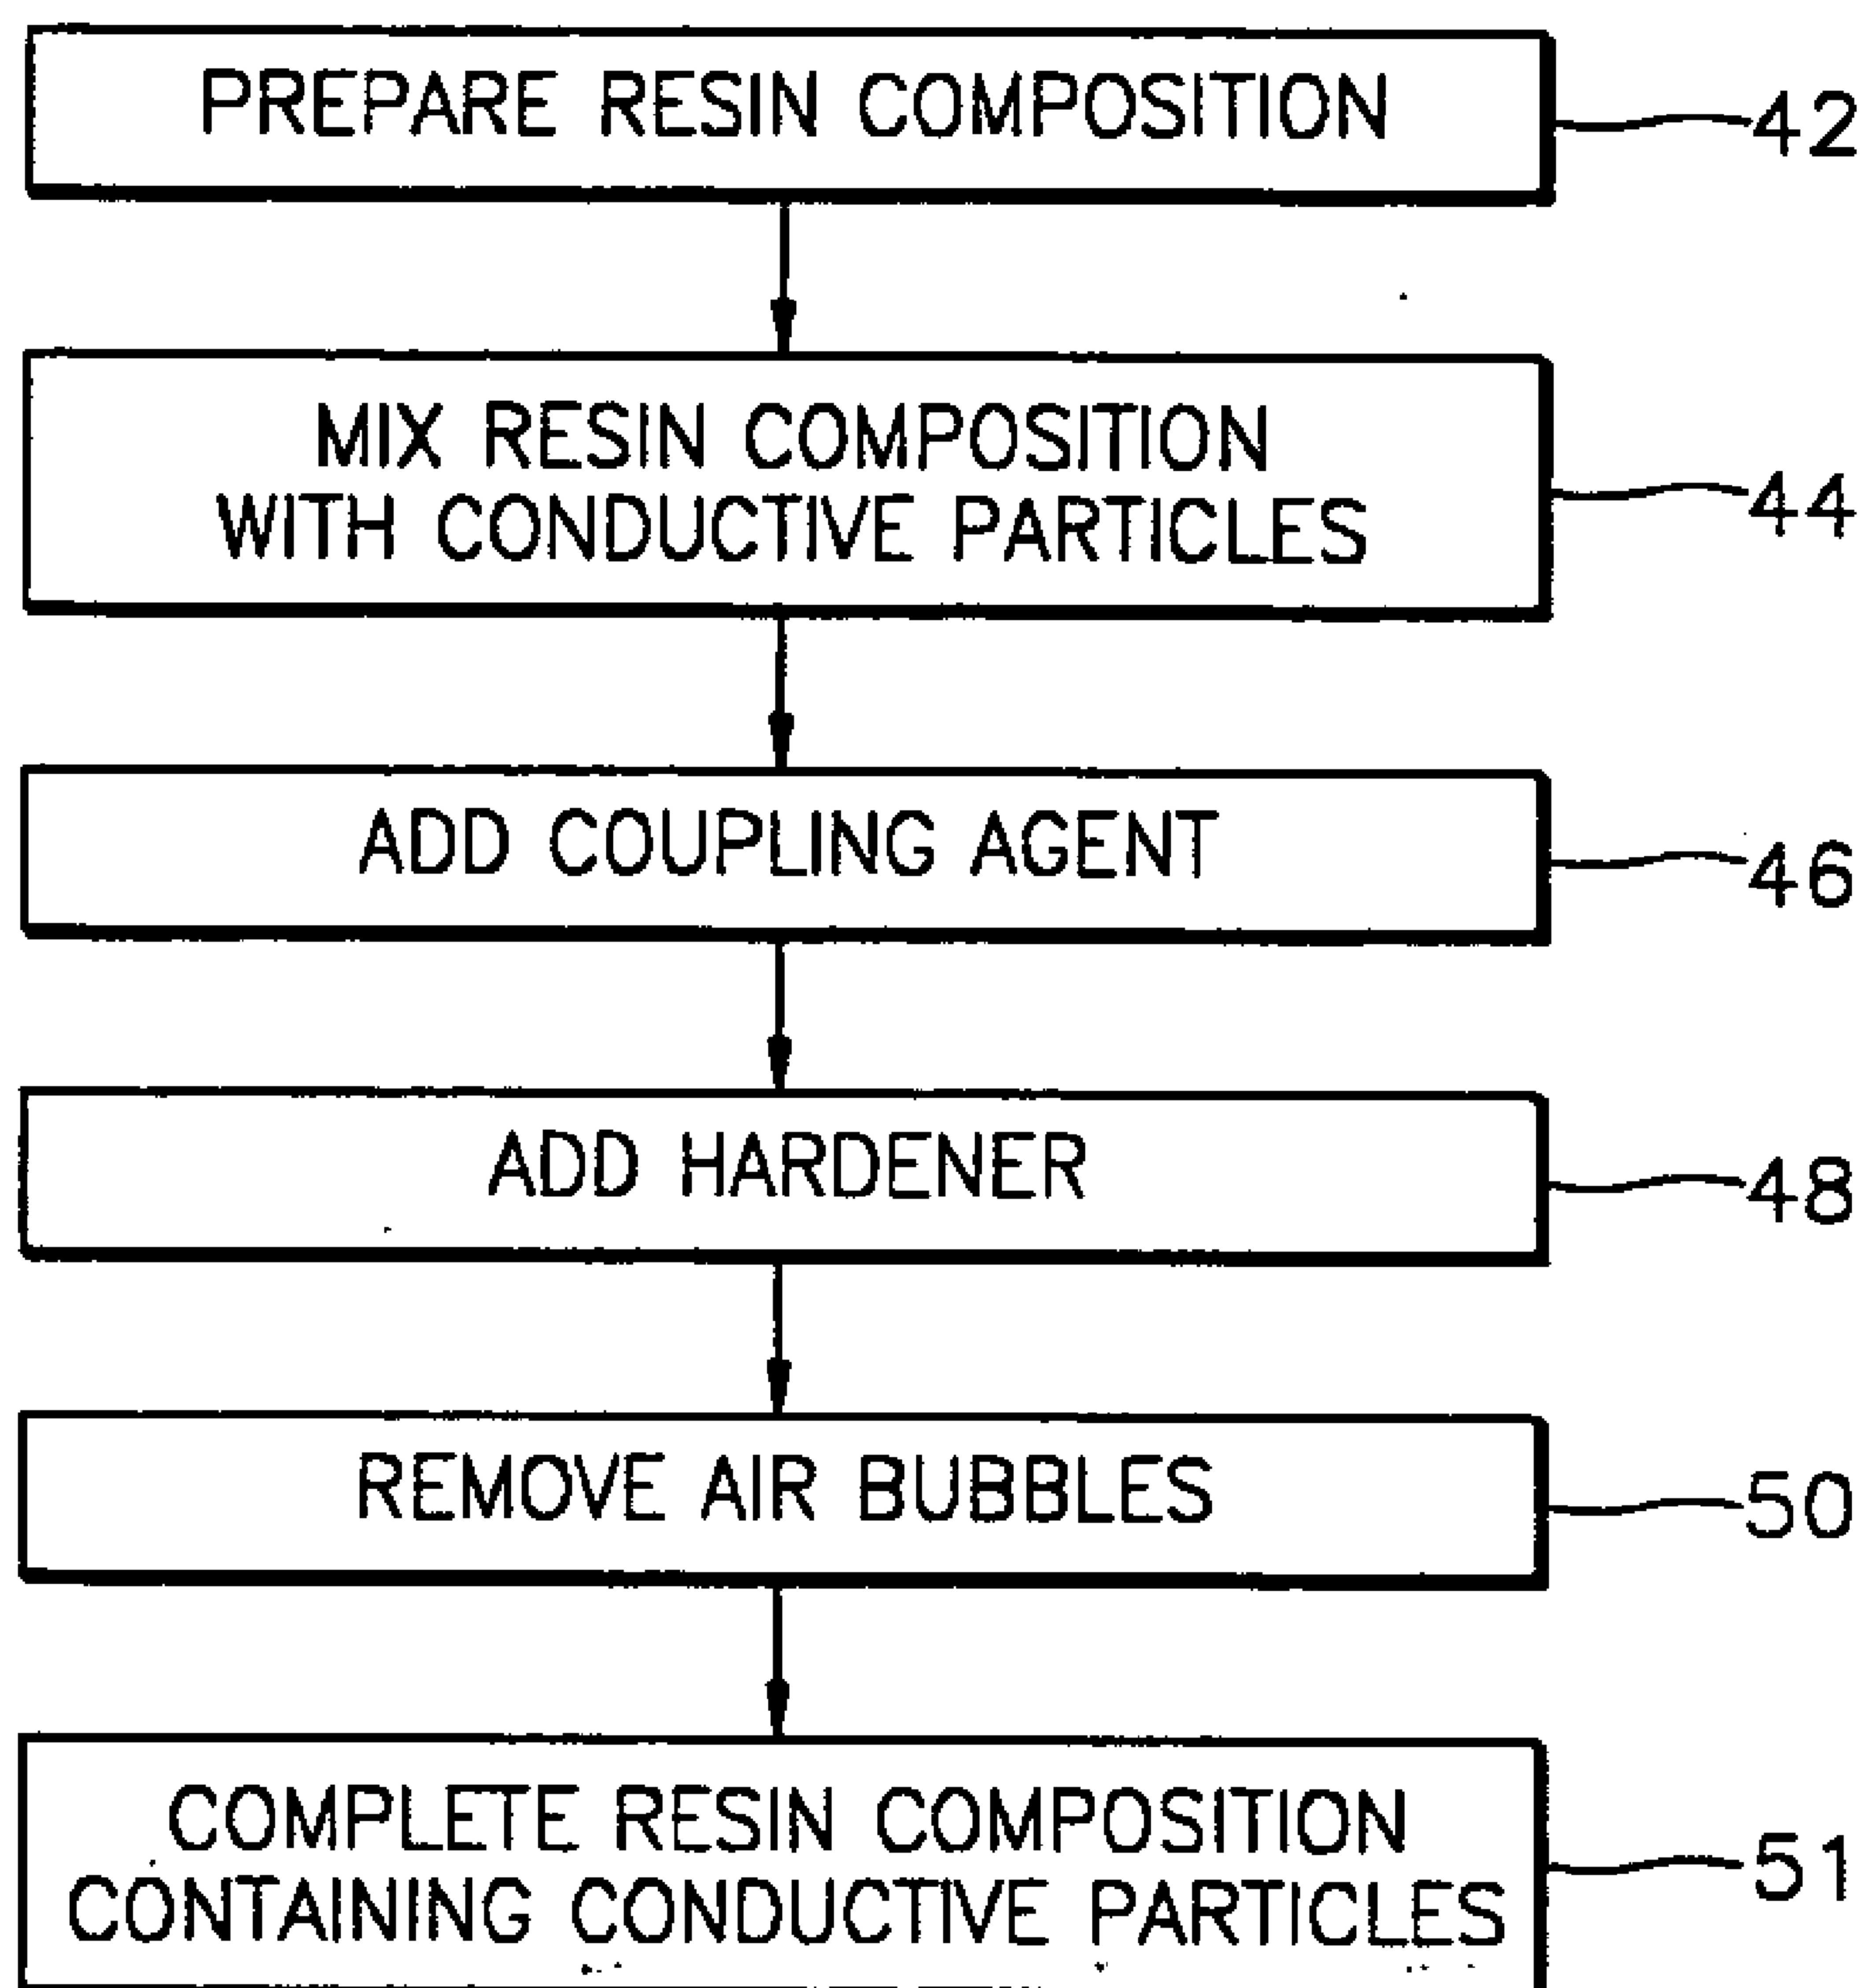 PREPARE RESIN COMPOSITION
42
MIX RESIN COMPOSITION
WITH CONDUCTIVE PARTICLES
44
ADD COUPLING AGENT
46
ADD HARDENER
48
REMOVE AIR BUBBLES
50
COMPLETE RESIN COMPOSITION
CONTAINING CONDUCTIVE PARTICLES
51